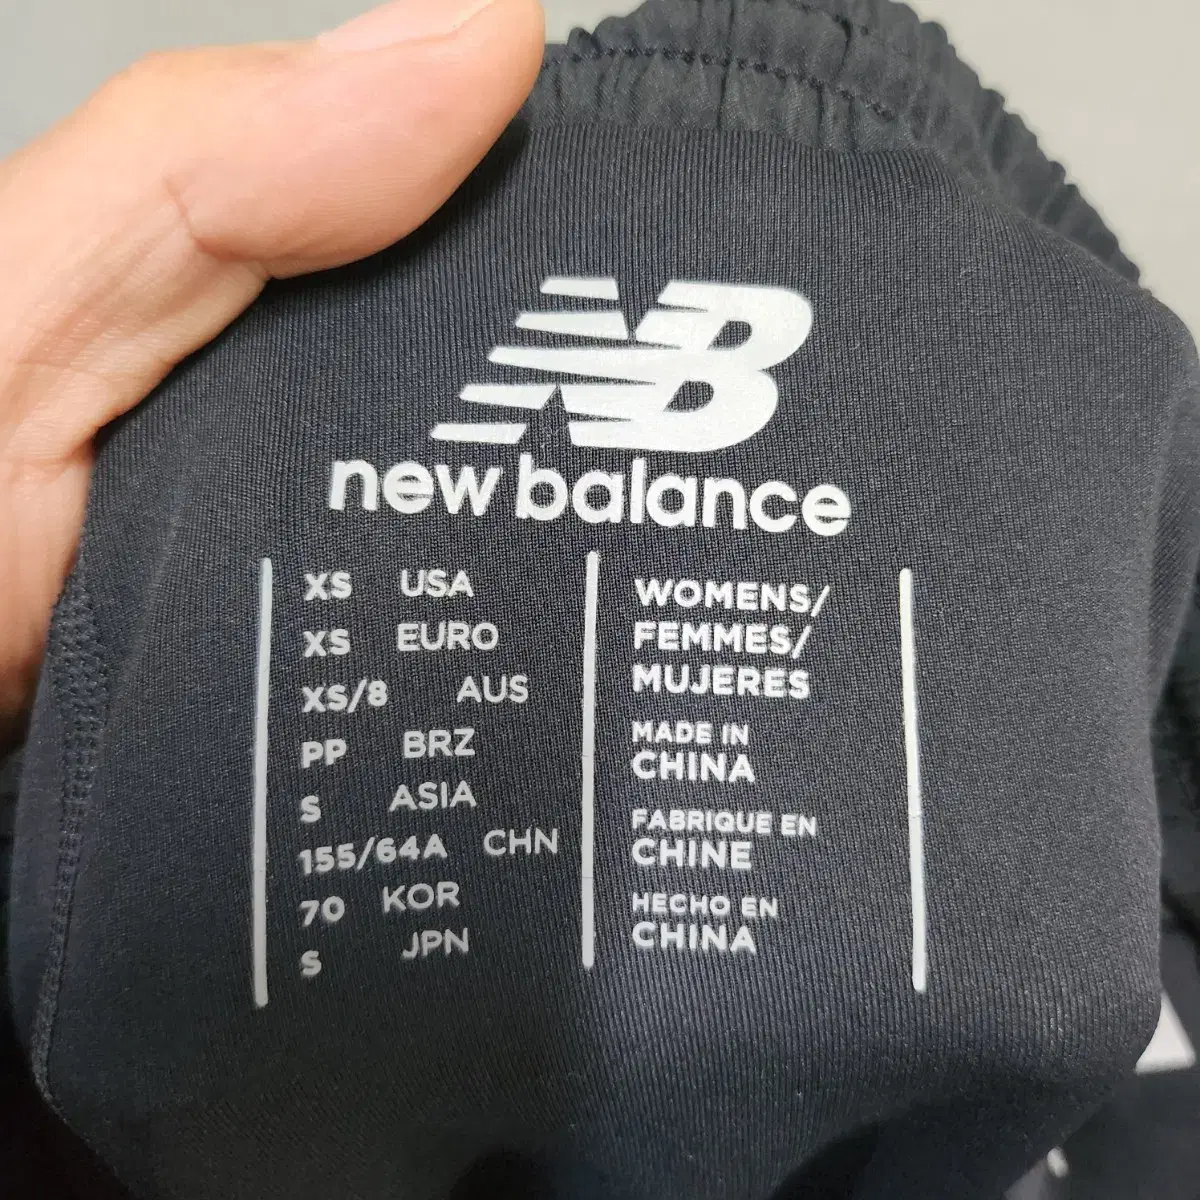 NB
new balance
XS USA
XS EURO
XS/8 AUS
PP BRZ
S ASIA
155/64A CHN
70 KOR
S JPN
WOMENS/
FEMMES/
MUJERES
MADE IN
CHINA
FABRIQUE EN
CHINE
HECHO EN
CHINA